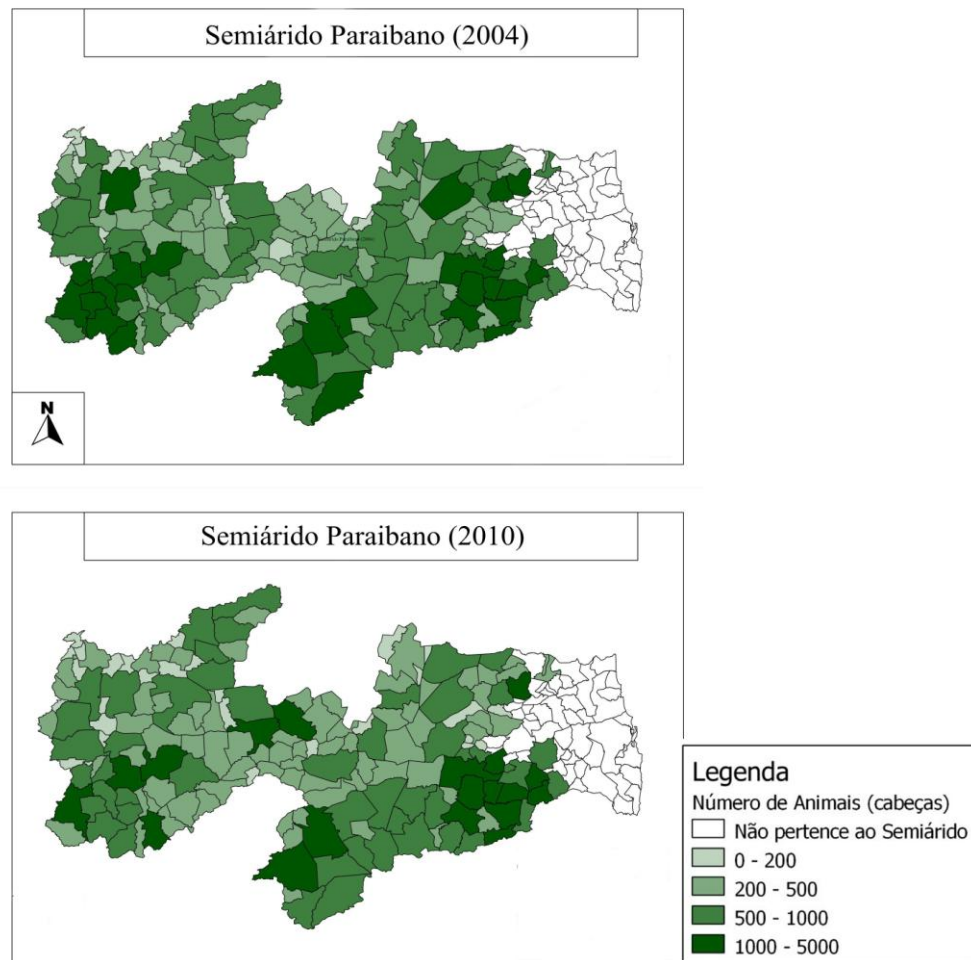 Semiárido Paraibano (2004)
N
Semiárido Paraibano (2010)
Legenda
Número de Animais (cabeças)
Não pertence ao Semiárido
0 - 200
200 - 500
500 - 1000
1000 - 5000